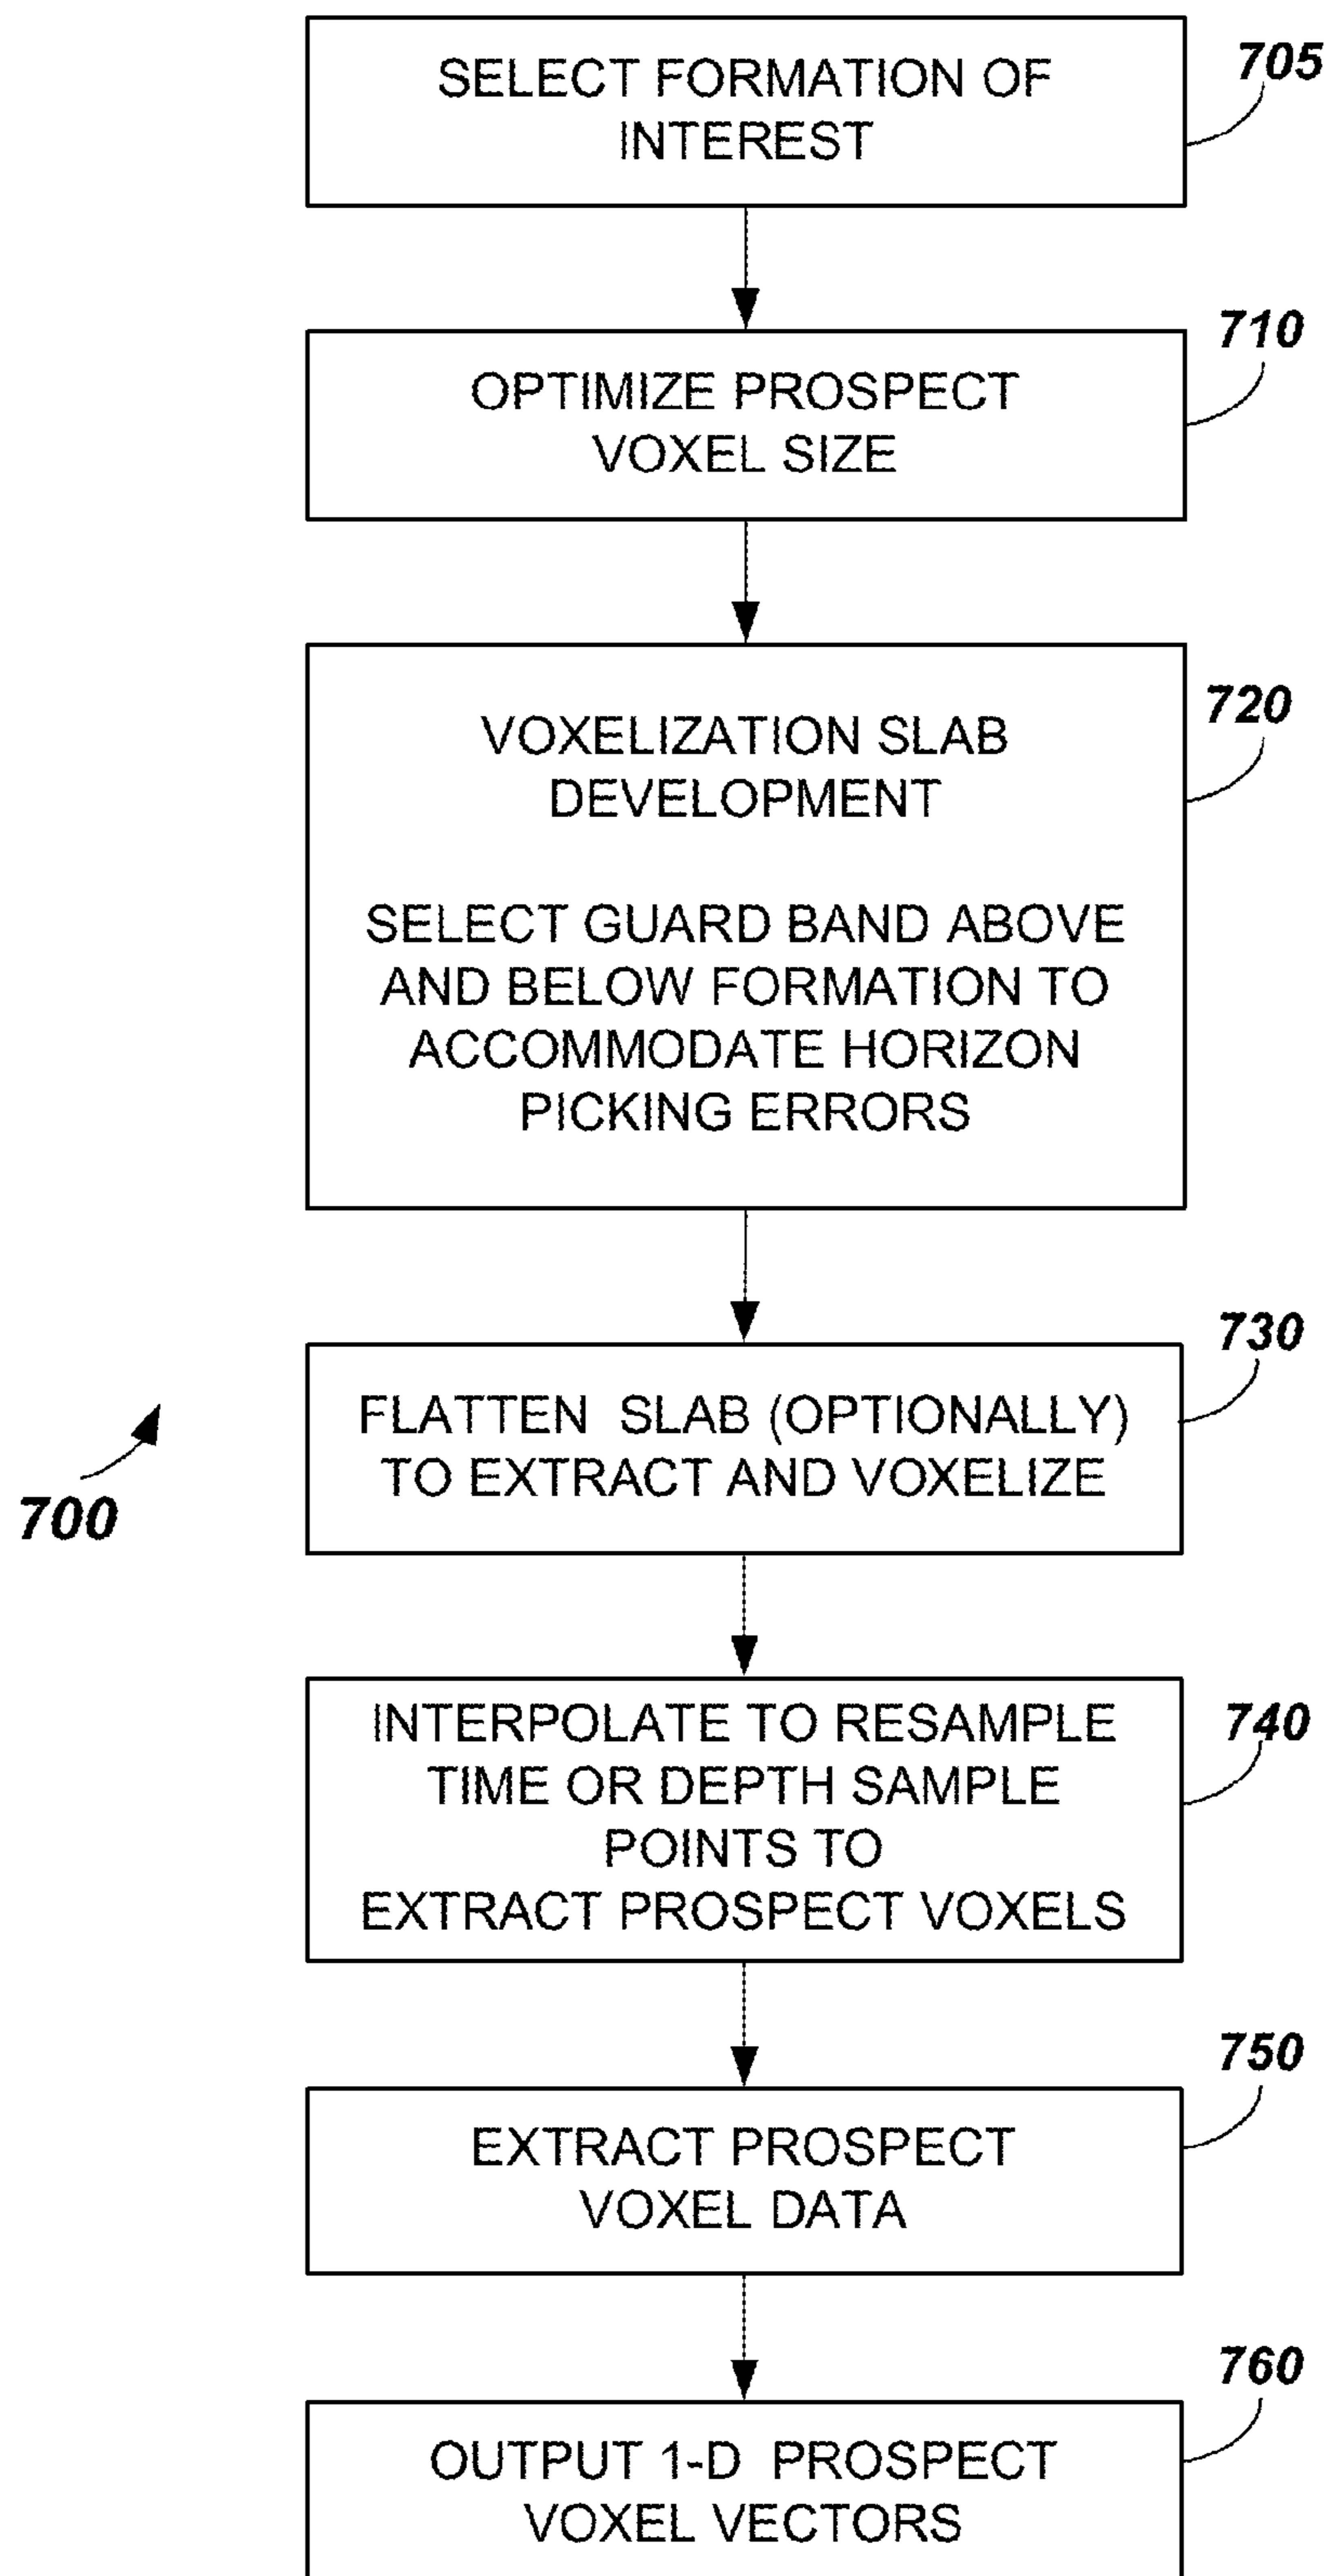 SELECT FORMATION OF
INTEREST
705
OPTIMIZE PROSPECT
VOXEL SIZE
710
VOXELIZATION SLAB
DEVELOPMENT
SELECT GUARD BAND ABOVE
AND BELOW FORMATION TO
ACCOMMODATE HORIZON
PICKING ERRORS
720
FLATTEN SLAB (OPTIONALLY)
TO EXTRACT AND VOXELIZE
730
700
INTERPOLATE TO RESAMPLE
TIME OR DEPTH SAMPLE
POINTS TO
EXTRACT PROSPECT VOXELS
740
EXTRACT PROSPECT
VOXEL DATA
750
OUTPUT 1-D PROSPECT
VOXEL VECTORS
760